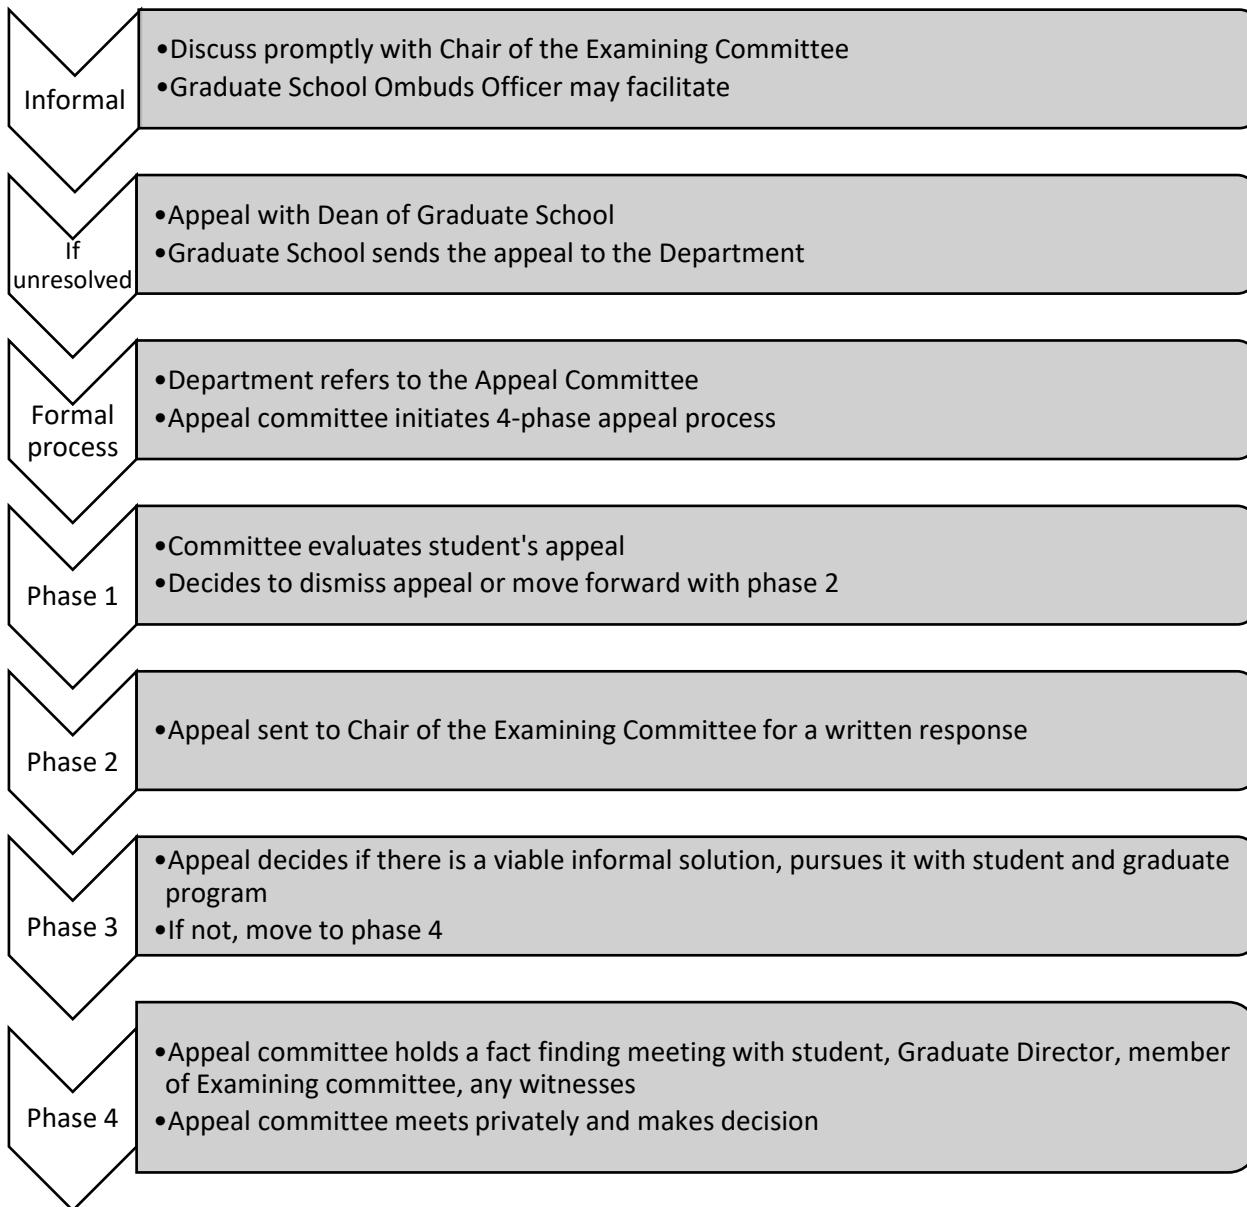 Informal
•Discuss promptly with Chair of the Examining Committee
•Graduate School Ombuds Officer may facilitate
If
unresolved
•Appeal with Dean of Graduate School
•Graduate School sends the appeal to the Department
Formal
process
•Department refers to the Appeal Committee
•Appeal committee initiates 4-phase appeal process
Phase 1
•Committee evaluates student's appeal
•Decides to dismiss appeal or move forward with phase 2
Phase 2
•Appeal sent to Chair of the Examining Committee for a written response
Phase 3
•Appeal decides if there is a viable informal solution, pursues it with student and graduate
program
•If not, move to phase 4
Phase 4
•Appeal committee holds a fact finding meeting with student, Graduate Director, member
of Examining committee, any witnesses
•Appeal committee meets privately and makes decision